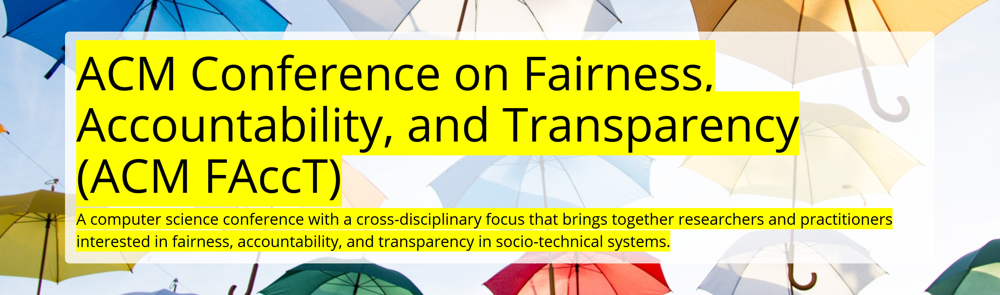 ACM Conference on Fairness,
Accountability, and Transparency
(ACM FAccT)
A computer science conference with a cross-disciplinary focus that brings together researchers and practitioners
interested in fairness, accountability, and transparency in socio-technical systems.